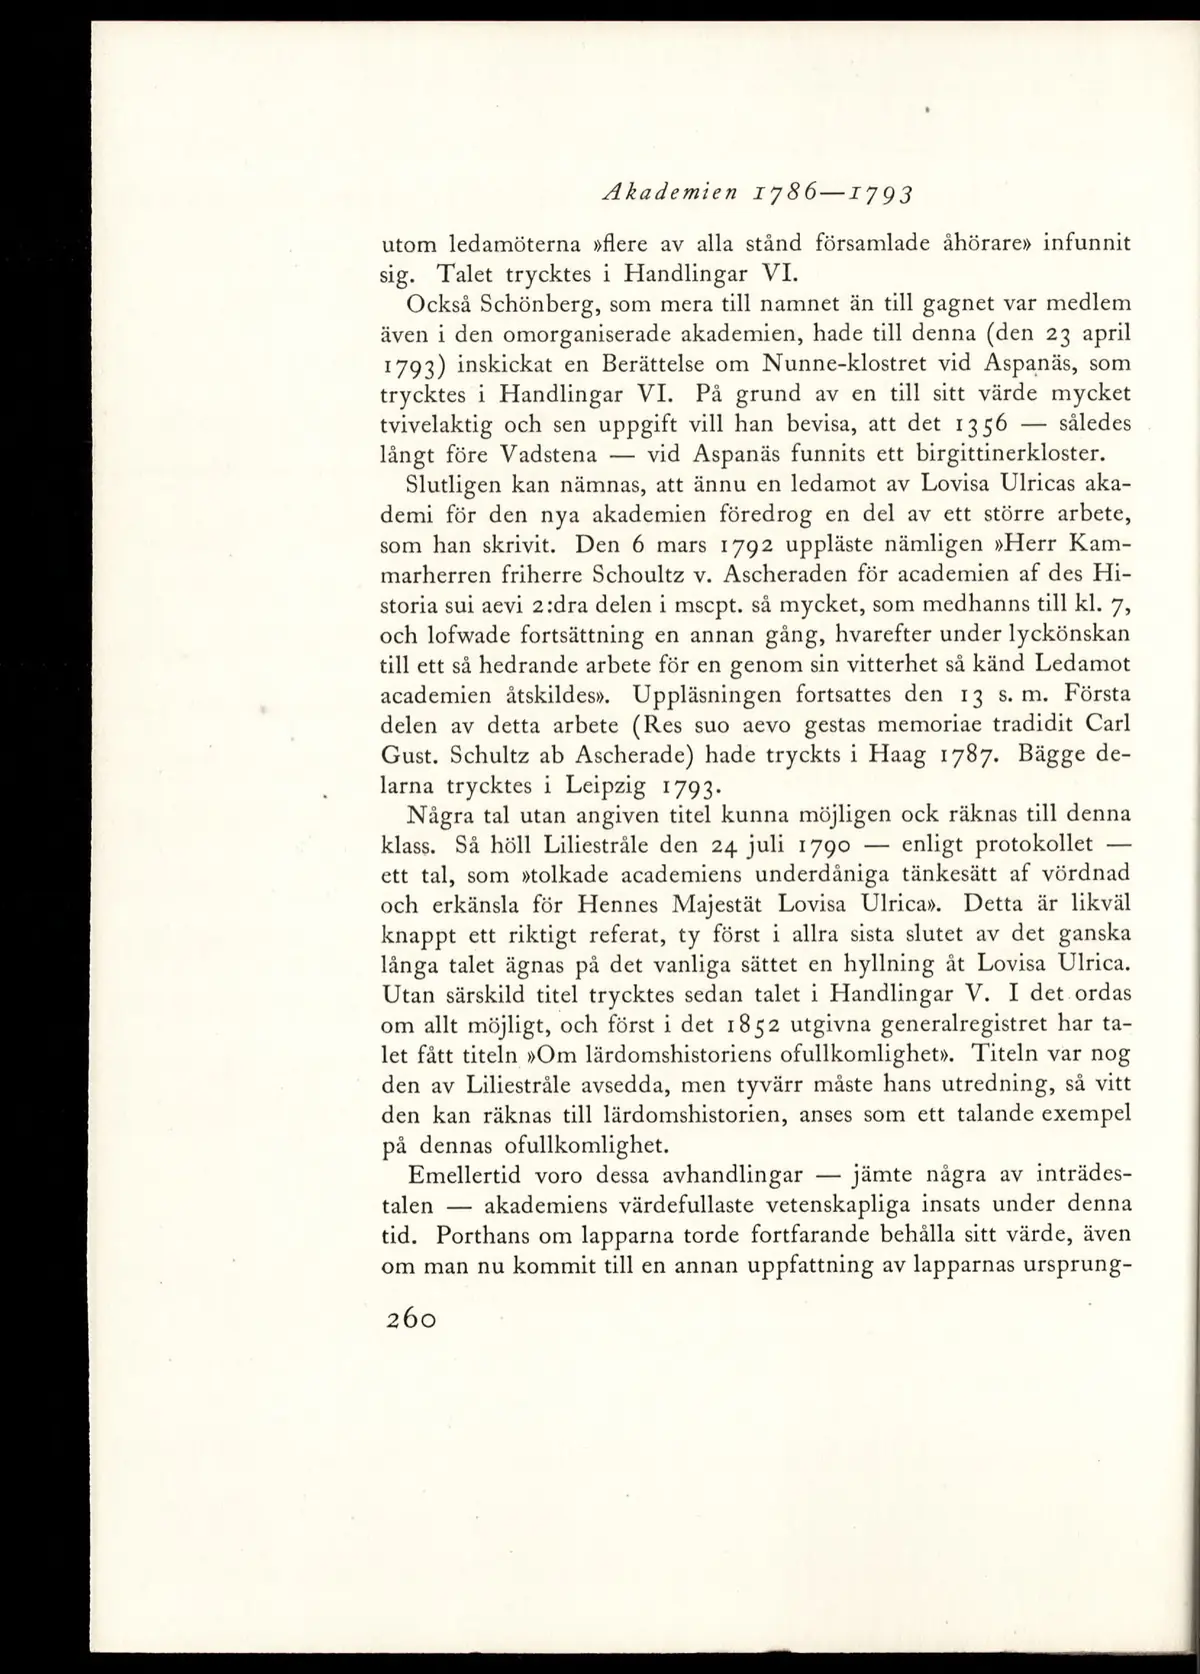 Akademien 1786—1793
utom ledamöterna »flere av alla stånd församlade åhörare» infunnit
sig. Talet trycktes i Handlingar VI.
Också Schönberg, som mera till namnet än till gagnet var medlem
även i den omorganiserade akademien, hade till denna (den 23 april
1793) inskickat en Berättelse om Nunne-klostret vid Aspanäs, som
trycktes i Handlingar VI. På grund av en till sitt värde mycket
tvivelaktig och sen uppgift vill han bevisa, att det 1356 — således
långt före Vadstena — vid Aspanäs funnits ett birgittinerkloster.
Slutligen kan nämnas, att ännu en ledamot av Lovisa Ulricas aka-
demi för den nya akademien föredrog en del av ett större arbete,
som han skrivit. Den 6 mars 1792 uppläste nämligen »Herr Kam-
marherren friherre Schoultz v. Ascheraden för academien af des Hi-
storia sui aevi 2:dra delen i mscpt. så mycket, som medhanns till kl. 7,
och lofwade fortsättning en annan gång, hvarefter under lyckönskan
till ett så hedrande arbete för en genom sin vitterhet så känd Ledamot
academien åtskildes». Uppläsningen fortsattes den 13 s. m. Första
delen av detta arbete (Res suo aevo gestas memoriae tradidit Carl
Gust. Schultz ab Ascherade) hade tryckts i Haag 1787. Bägge de-
larna trycktes i Leipzig 1793.
Några tal utan angiven titel kunna möjligen ock räknas till denna
klass. Så höll Liliestråle den 24 juli 1790 — enligt protokollet —
ett tal, som »tolkade academiens underdåniga tänkesätt af vördnad
och erkänsla för Hennes Majestät Lovisa Ulrica». Detta är likväl
knappt ett riktigt referat, ty först i allra sista slutet av det ganska
långa talet ägnas på det vanliga sättet en hyllning åt Lovisa Ulrica.
Utan särskild titel trycktes sedan talet i Handlingar V. I det ordas
om allt möjligt, och först i det 1852 utgivna generalregistret har ta-
let fått titeln »Om lärdomshistoriens ofullkomlighet». Titeln var nog
den av Liliestråle avsedda, men tyvärr måste hans utredning, så vitt
den kan räknas till lärdomshistorien, anses som ett talande exempel
på dennas ofullkomlighet.
Emellertid voro dessa avhandlingar — jämte några av inträdes-
talen — akademiens värdefullaste vetenskapliga insats under denna
tid. Porthans om lapparna torde fortfarande behålla sitt värde, även
om man nu kommit till en annan uppfattning av lapparnas ursprung-
260